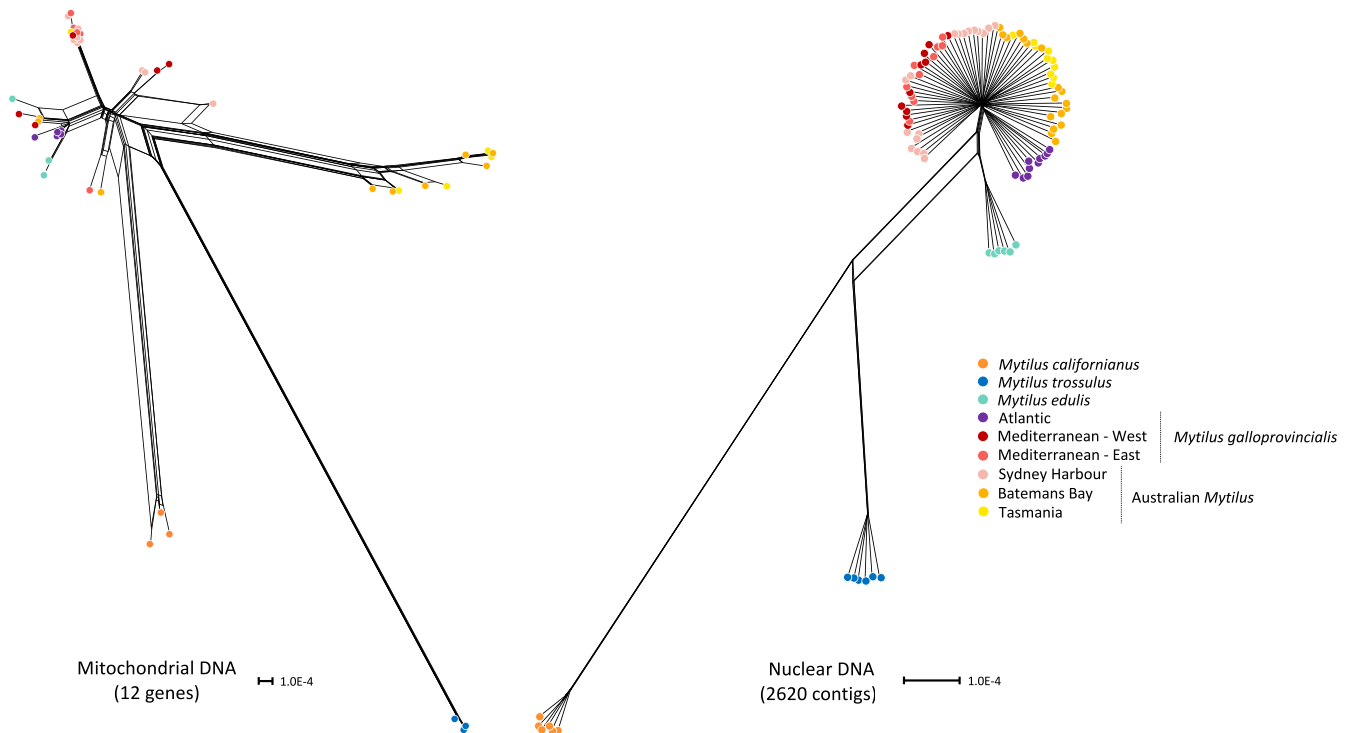 Mytilus californianus
Mytilus trossulus
Mytilus edulis
Atlantic
Mediterranean - West
Mytilus galloprovincialis
Mediterranean - East
Sydney Harbour
Batemans Bay
Australian Mytilus
Tasmania
Mitochondrial DNA
(12 genes)
1.0E-4
Nuclear DNA
(2620 contigs)
1.0E-4